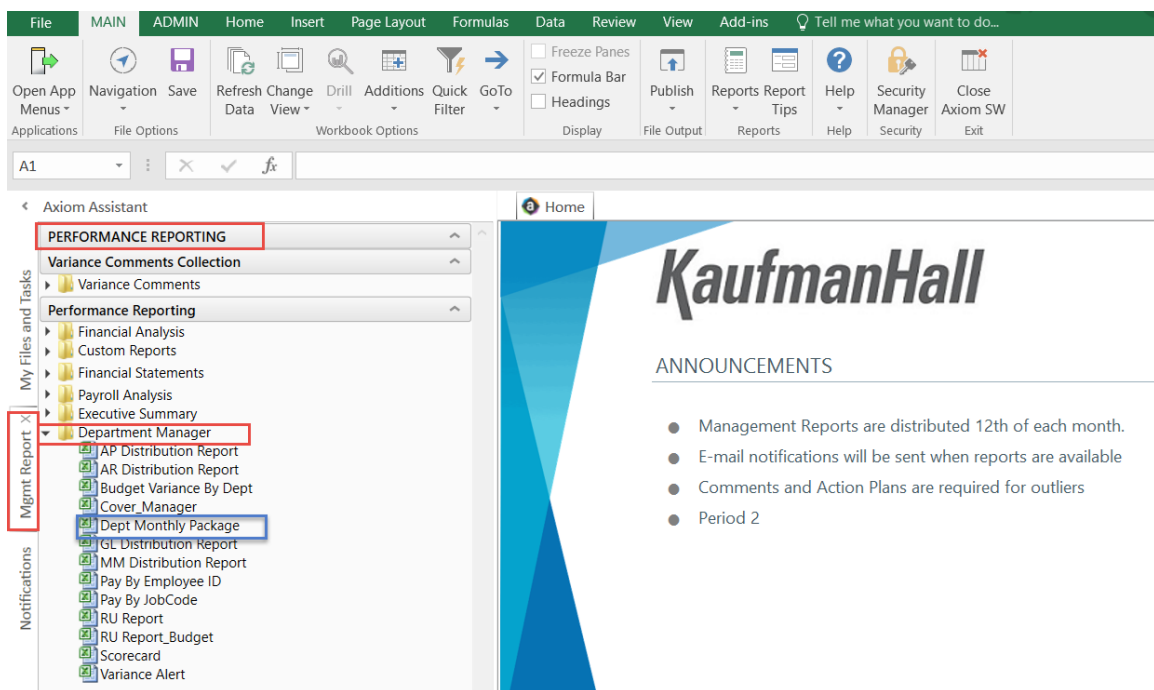 File MAIN ADMIN Home Insert Page Layout Formulas Data Review View Add-ins Tell me what you want to do...
Open App Menus
Navigation
Save
Refresh Data
Change View
Drill
Additions
Quick Filter
GoTo
Freeze Panes
Formula Bar
Headings
Publish
Reports
Report Tips
Help
Security Manager
Close Axiom SW
Applications File Options Workbook Options Display File Output Reports Help Security Exit
A1 fx
Axiom Assistant
Home
My Files and Tasks
Mgmt Report X
Notifications
PERFORMANCE REPORTING
Variance Comments Collection
Variance Comments
Performance Reporting
Financial Analysis
Custom Reports
Financial Statements
Payroll Analysis
Executive Summary
Department Manager
AP Distribution Report
AR Distribution Report
Budget Variance By Dept
Cover_Manager
Dept Monthly Package
GL Distribution Report
MM Distribution Report
Pay By Employee ID
Pay By JobCode
RU Report
RU Report_Budget
Scorecard
Variance Alert
KaufmanHall
ANNOUNCEMENTS
● Management Reports are distributed 12th of each month.
● E-mail notifications will be sent when reports are available
● Comments and Action Plans are required for outliers
● Period 2